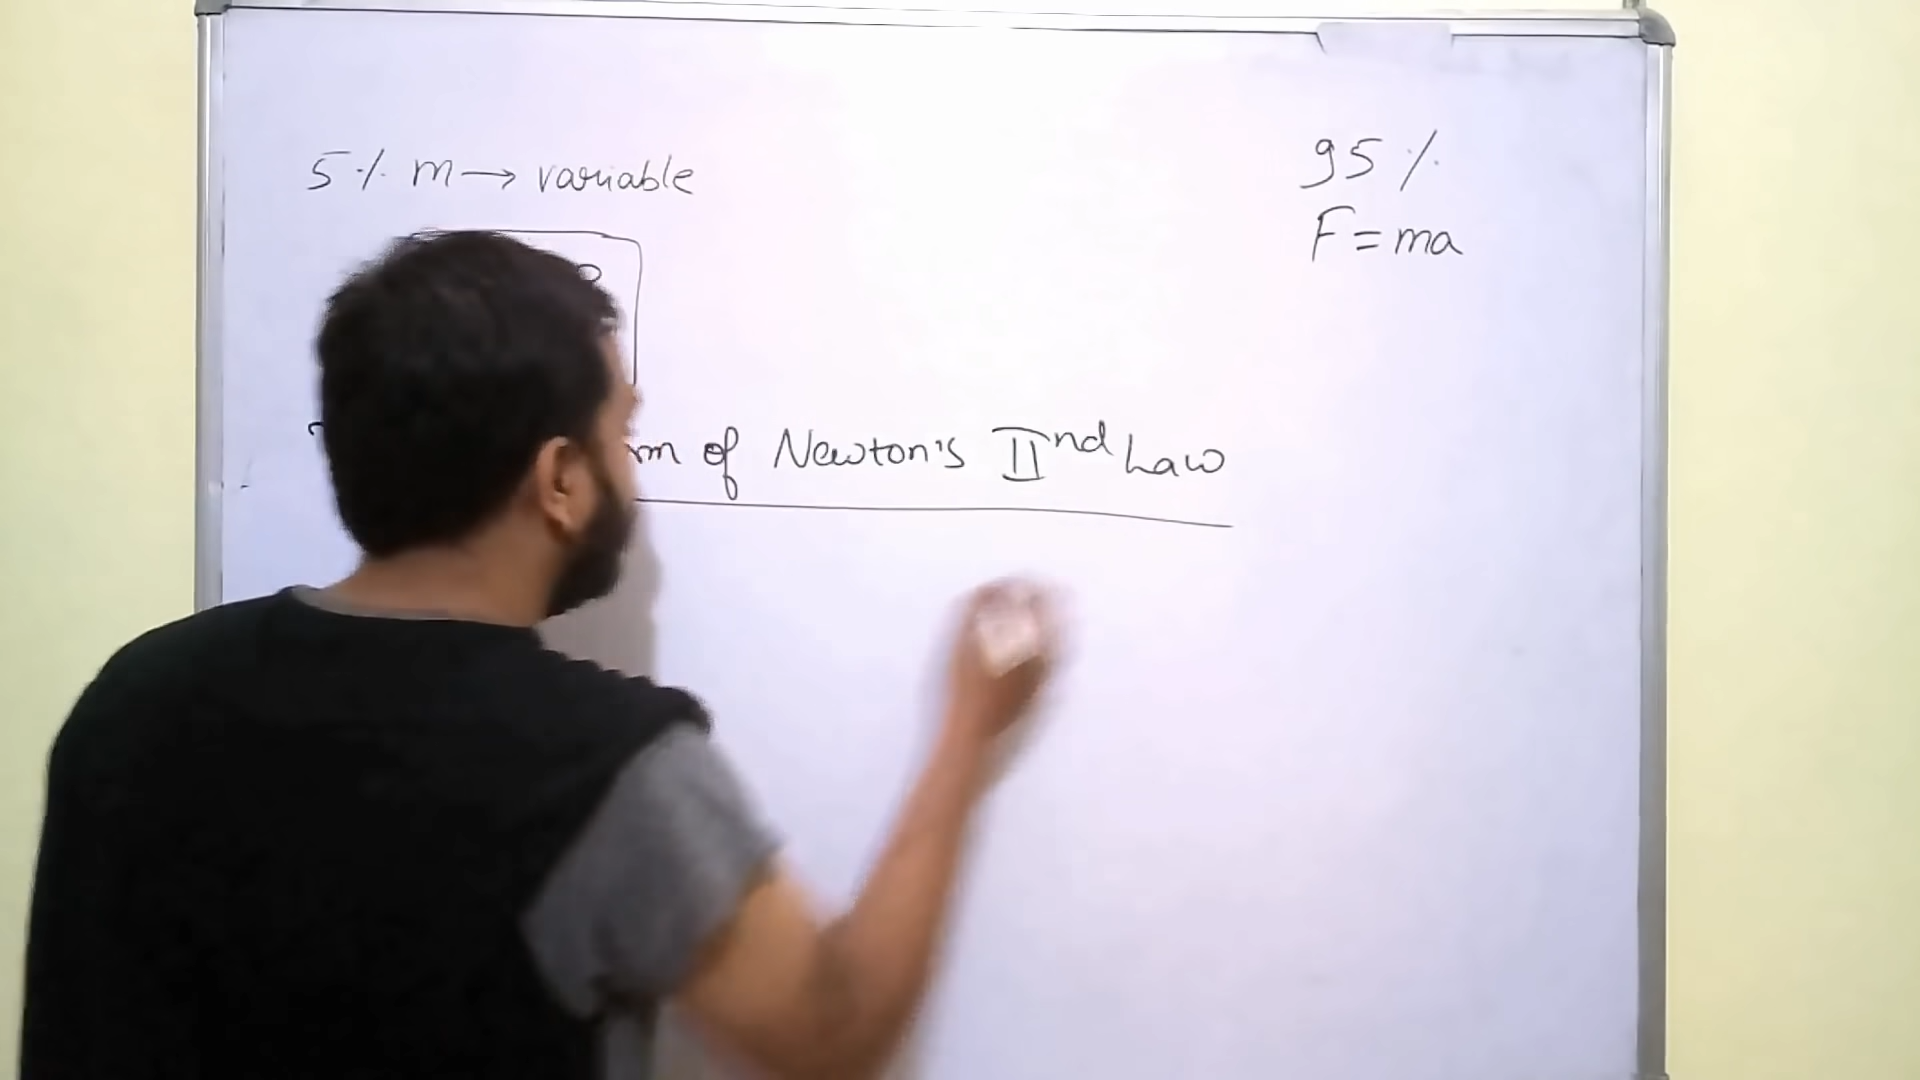 5% m → variable
95%
F = ma
of Newton's IInd Law